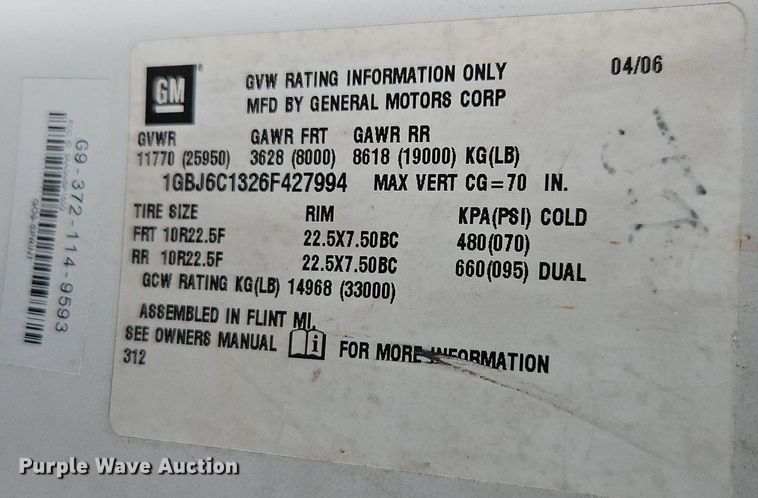 GM
GVW RATING INFORMATION ONLY
04/06
MFD BY GENERAL MOTORS CORP
GVWR GAWR FRT GAWR RR
11770 (25950) 3628 (8000) 8618 (19000) KG(LB)
1GBJ6C1326F427994 MAX VERT CG=70 IN.
TIRE SIZE RIM KPA(PSI) COLD
FRT 10R22.5F 22.5X7.50BC 480(070)
RR 10R22.5F 22.5X7.50BC 660(095) DUAL
GCW RATING KG(LB) 14968 (33000)
ASSEMBLED IN FLINT MI.
SEE OWNERS MANUAL i FOR MORE INFORMATION
312
G9-372-114-9593
Purple Wave Auction